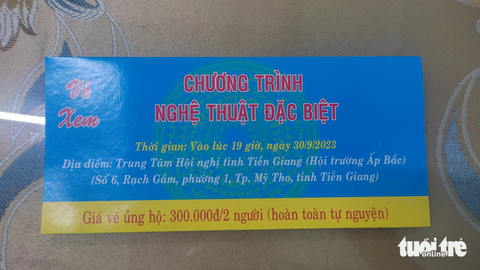 Vé
Xem
CHƯƠNG TRÌNH
NGHỆ THUẬT ĐẶC BIỆT
Thời gian: Vào lúc 19 giờ, ngày 30/9/2023
Địa điểm: Trung Tâm Hội nghị tỉnh Tiền Giang (Hội trường Ấp Bắc)
(Số 6, Rạch Gầm, phường 1, Tp. Mỹ Tho, tỉnh Tiền Giang)
Giá vé ủng hộ: 300.000đ/2 người (hoàn toàn tự nguyện)
tuổi trẻ
online